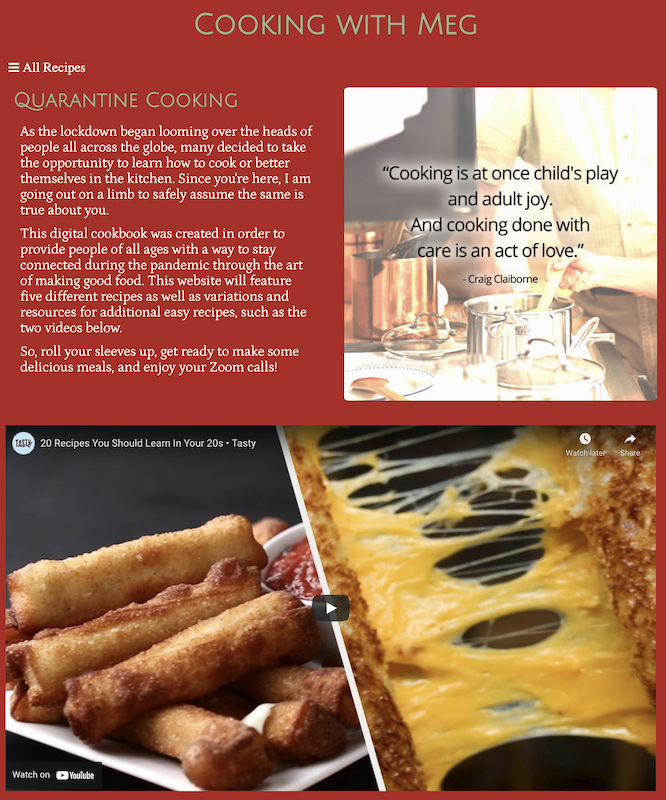 Cooking with Meg
All Recipes
Quarantine Cooking
As the lockdown began looming over the heads of
people all across the globe, many decided to take
the opportunity to learn how to cook or better
themselves in the kitchen. Since you're here, I am
going out on a limb to safely assume the same is
true about you.
This digital cookbook was created in order to
provide people of all ages with a way to stay
connected during the pandemic through the art
of making good food. This website will feature
five different recipes as well as variations and
resources for additional easy recipes, such as the
two videos below.
So, roll your sleeves up, get ready to make some
delicious meals, and enjoy your Zoom calls!
“Cooking is at once child's play
and adult joy.
And cooking done with
care is an act of love.”
- Craig Claiborne
TASTY
20 Recipes You Should Learn In Your 20s • Tasty
Watch later
Share
Watch on YouTube